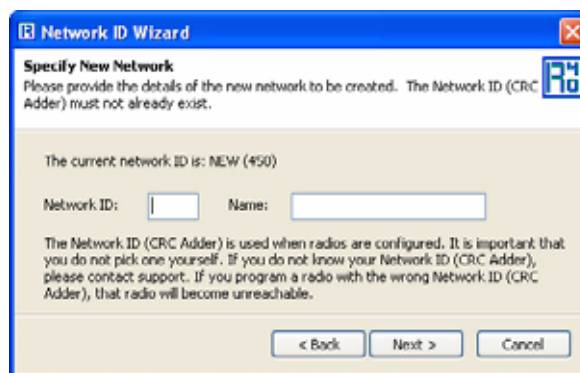 Network ID Wizard
Specify New Network
Please provide the details of the new network to be created. The Network ID (CRC
Adder) must not already exist.
The current network ID is: NEW (450)
Network ID: Name:
The Network ID (CRC Adder) is used when radios are configured. It is important that
you do not pick one yourself. If you do not know your Network ID (CRC Adder),
please contact support. If you program a radio with the wrong Network ID (CRC
Adder), that radio will become unreachable.
< Back Next > Cancel